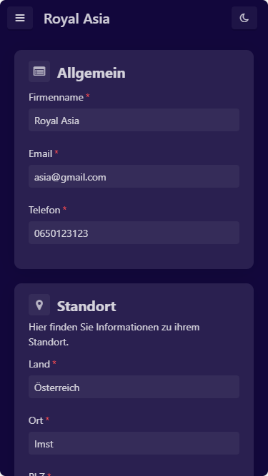 Royal Asia
Allgemein
Firmenname *
Royal Asia
Email *
asia@gmail.com
Telefon *
0650123123
Standort
Hier finden Sie Informationen zu ihrem
Standort.
Land *
Österreich
Ort *
Imst
PLZ *